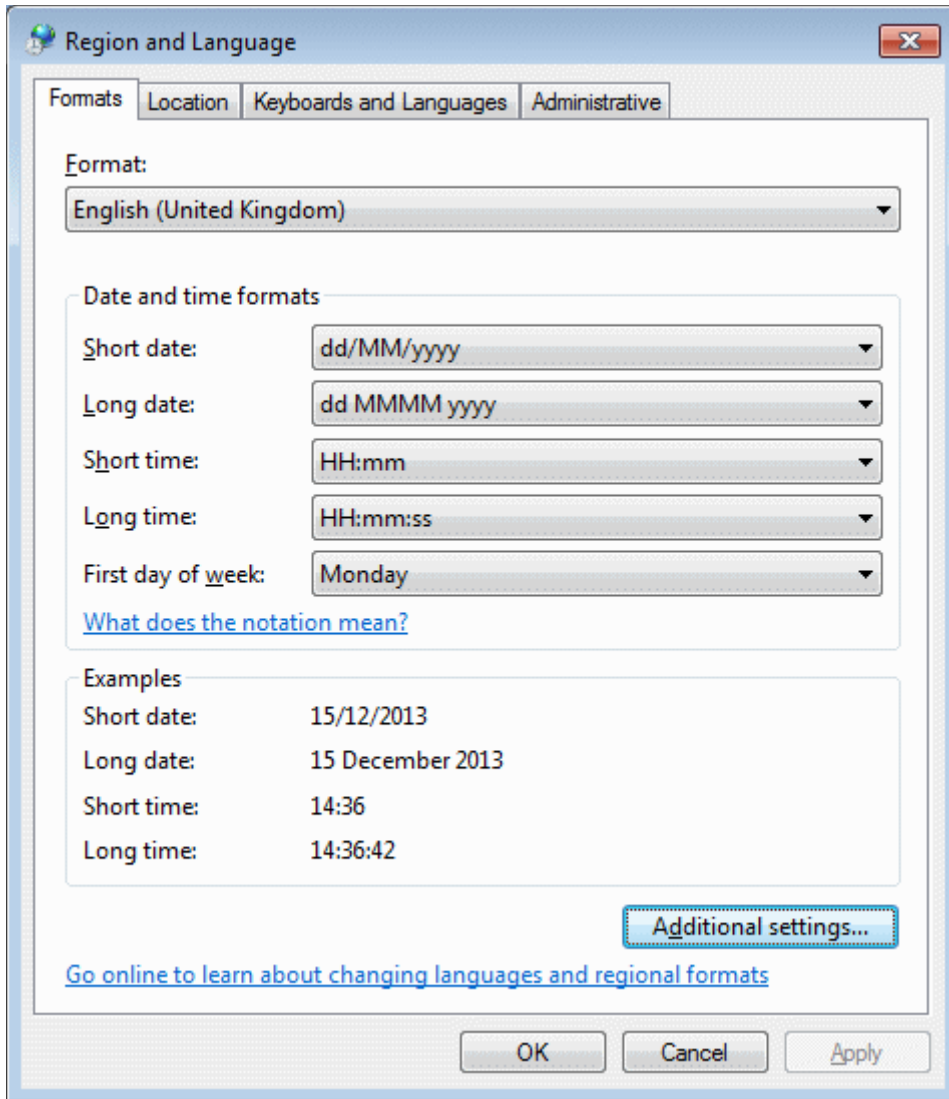 Region and Language
Formats Location Keyboards and Languages Administrative
Format:
English (United Kingdom)
Date and time formats
Short date: dd/MM/yyyy
Long date: dd MMMM yyyy
Short time: HH:mm
Long time: HH:mm:ss
First day of week: Monday
What does the notation mean?
Examples
Short date: 15/12/2013
Long date: 15 December 2013
Short time: 14:36
Long time: 14:36:42
Additional settings...
Go online to learn about changing languages and regional formats
OK Cancel Apply